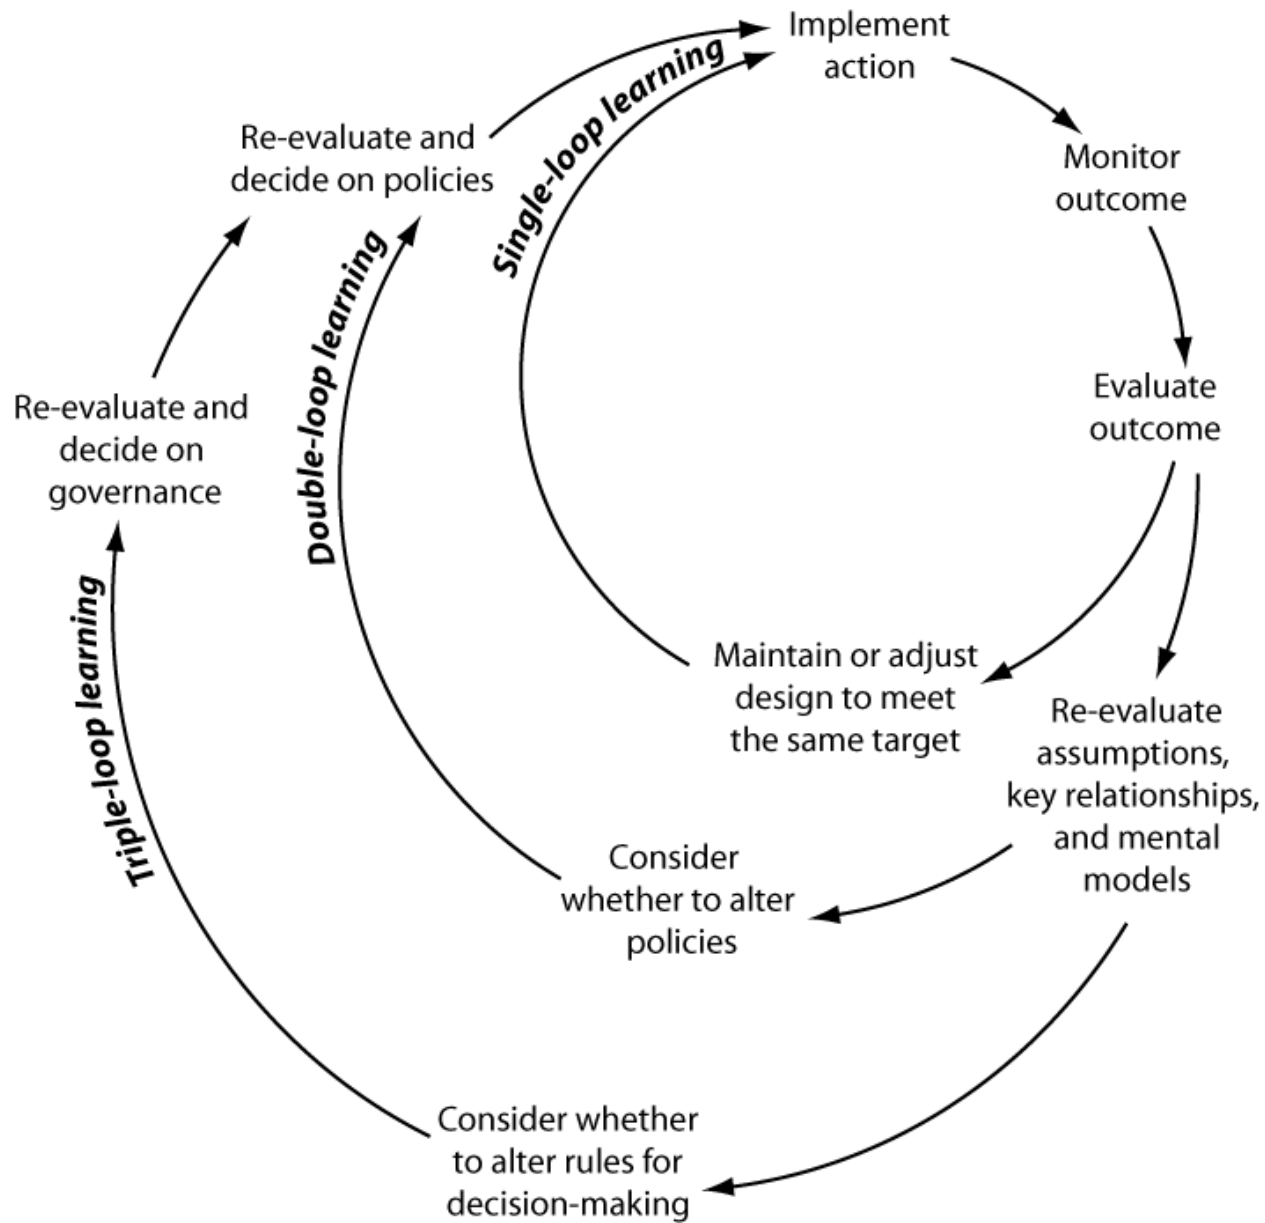 Implement
action
Monitor
outcome
Evaluate
outcome
Maintain or adjust
design to meet
the same target
Single-loop learning
Re-evaluate
assumptions,
key relationships,
and mental
models
Consider
whether to alter
policies
Double-loop learning
Re-evaluate and
decide on policies
Consider whether
to alter rules for
decision-making
Triple-loop learning
Re-evaluate and
decide on
governance